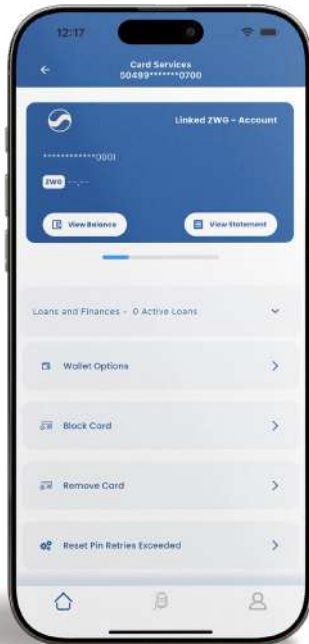 12:17
Card Services
50499*******0700
Linked ZWG - Account
************0001
ZWG --.--
View Balance
View Statement
Loans and Finances - 0 Active Loans
Wallet Options
Block Card
Remove Card
Reset Pin Retries Exceeded